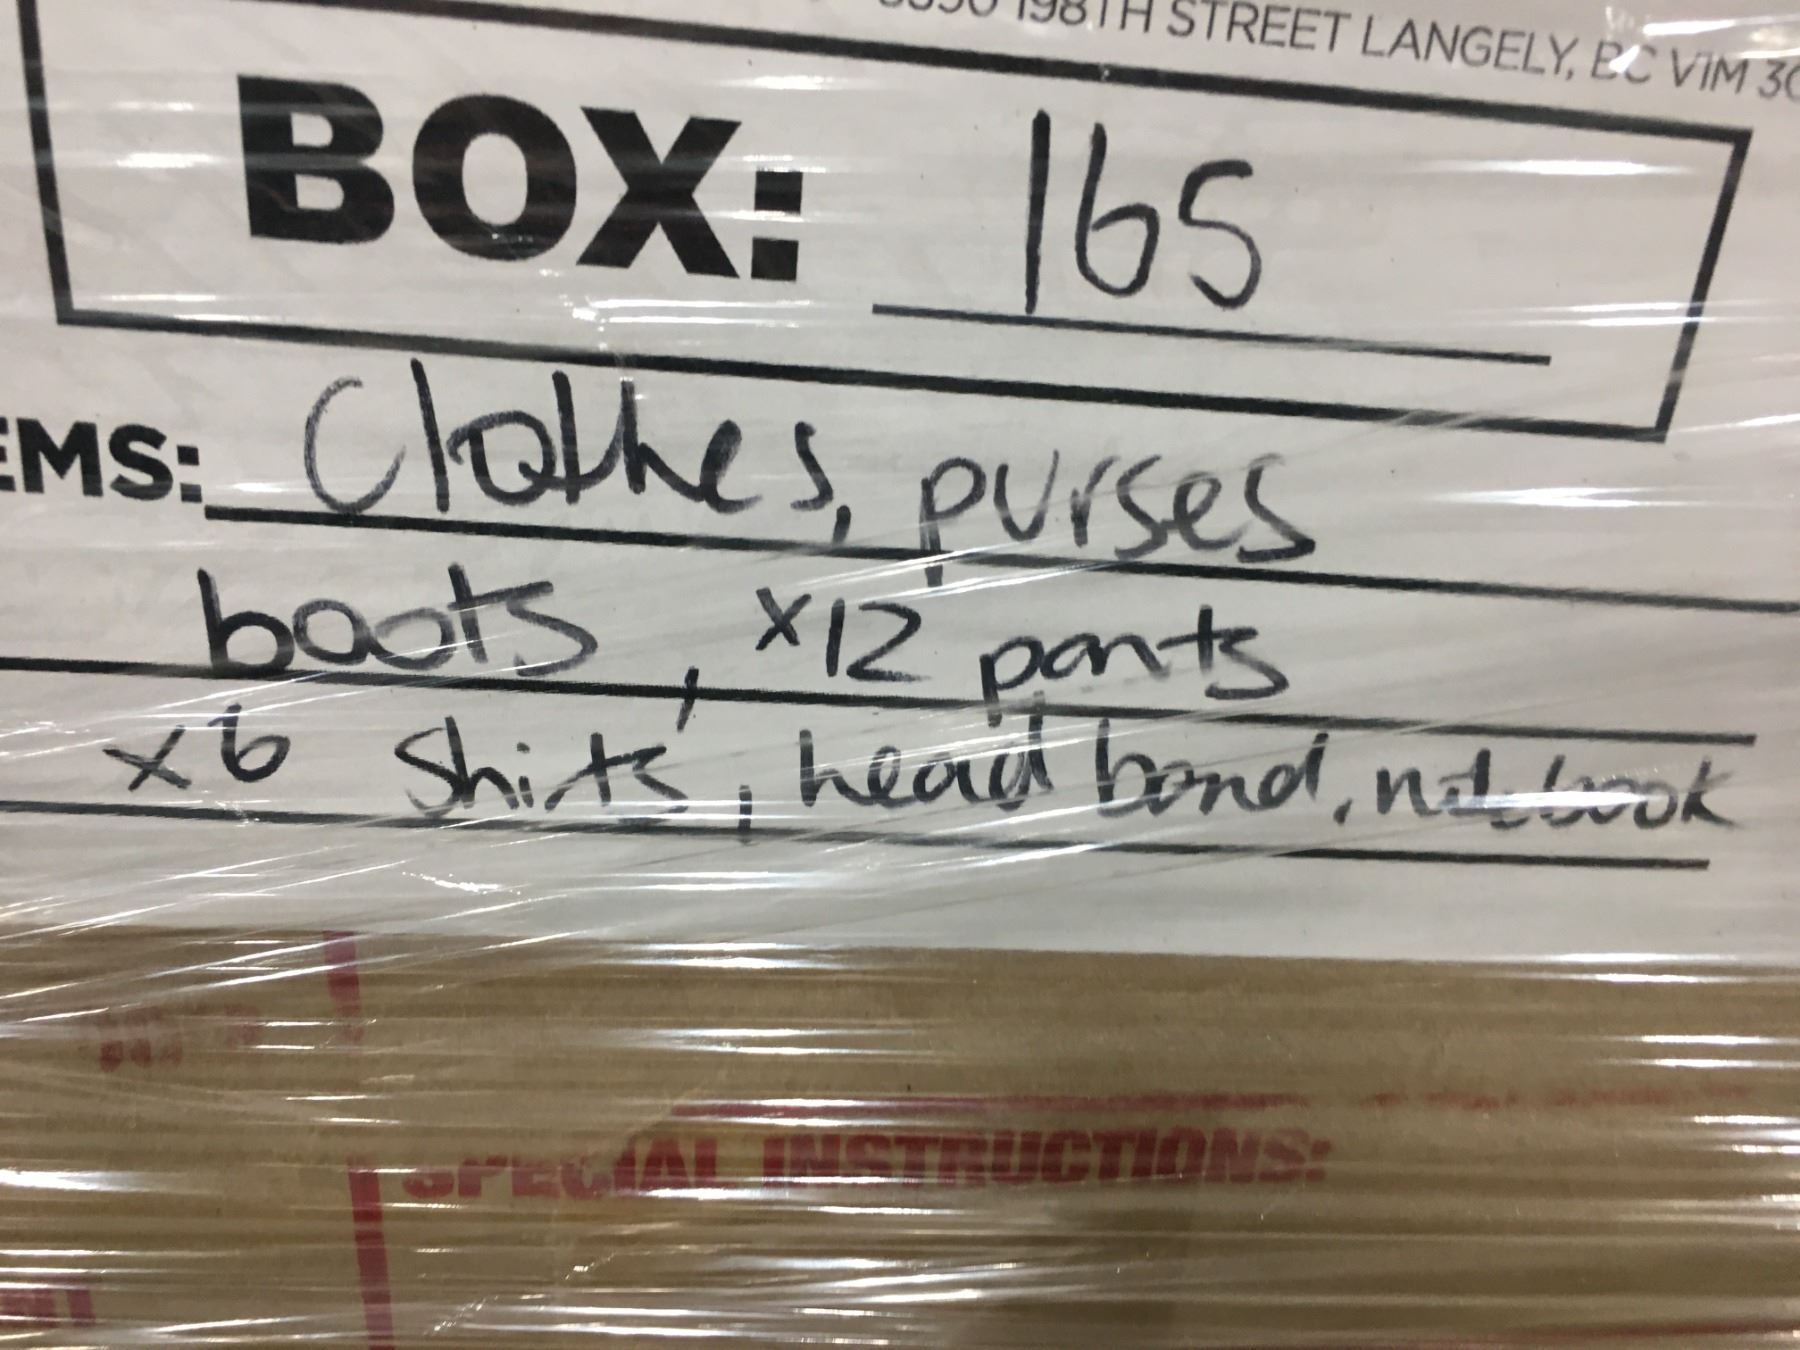 198TH STREET LANGELY, BC V1M
BOX: 165
EMS: Clothes, purses
boots, x12 pants
x6 Shirts, head band, notebook
SPECIAL INSTRUCTIONS: